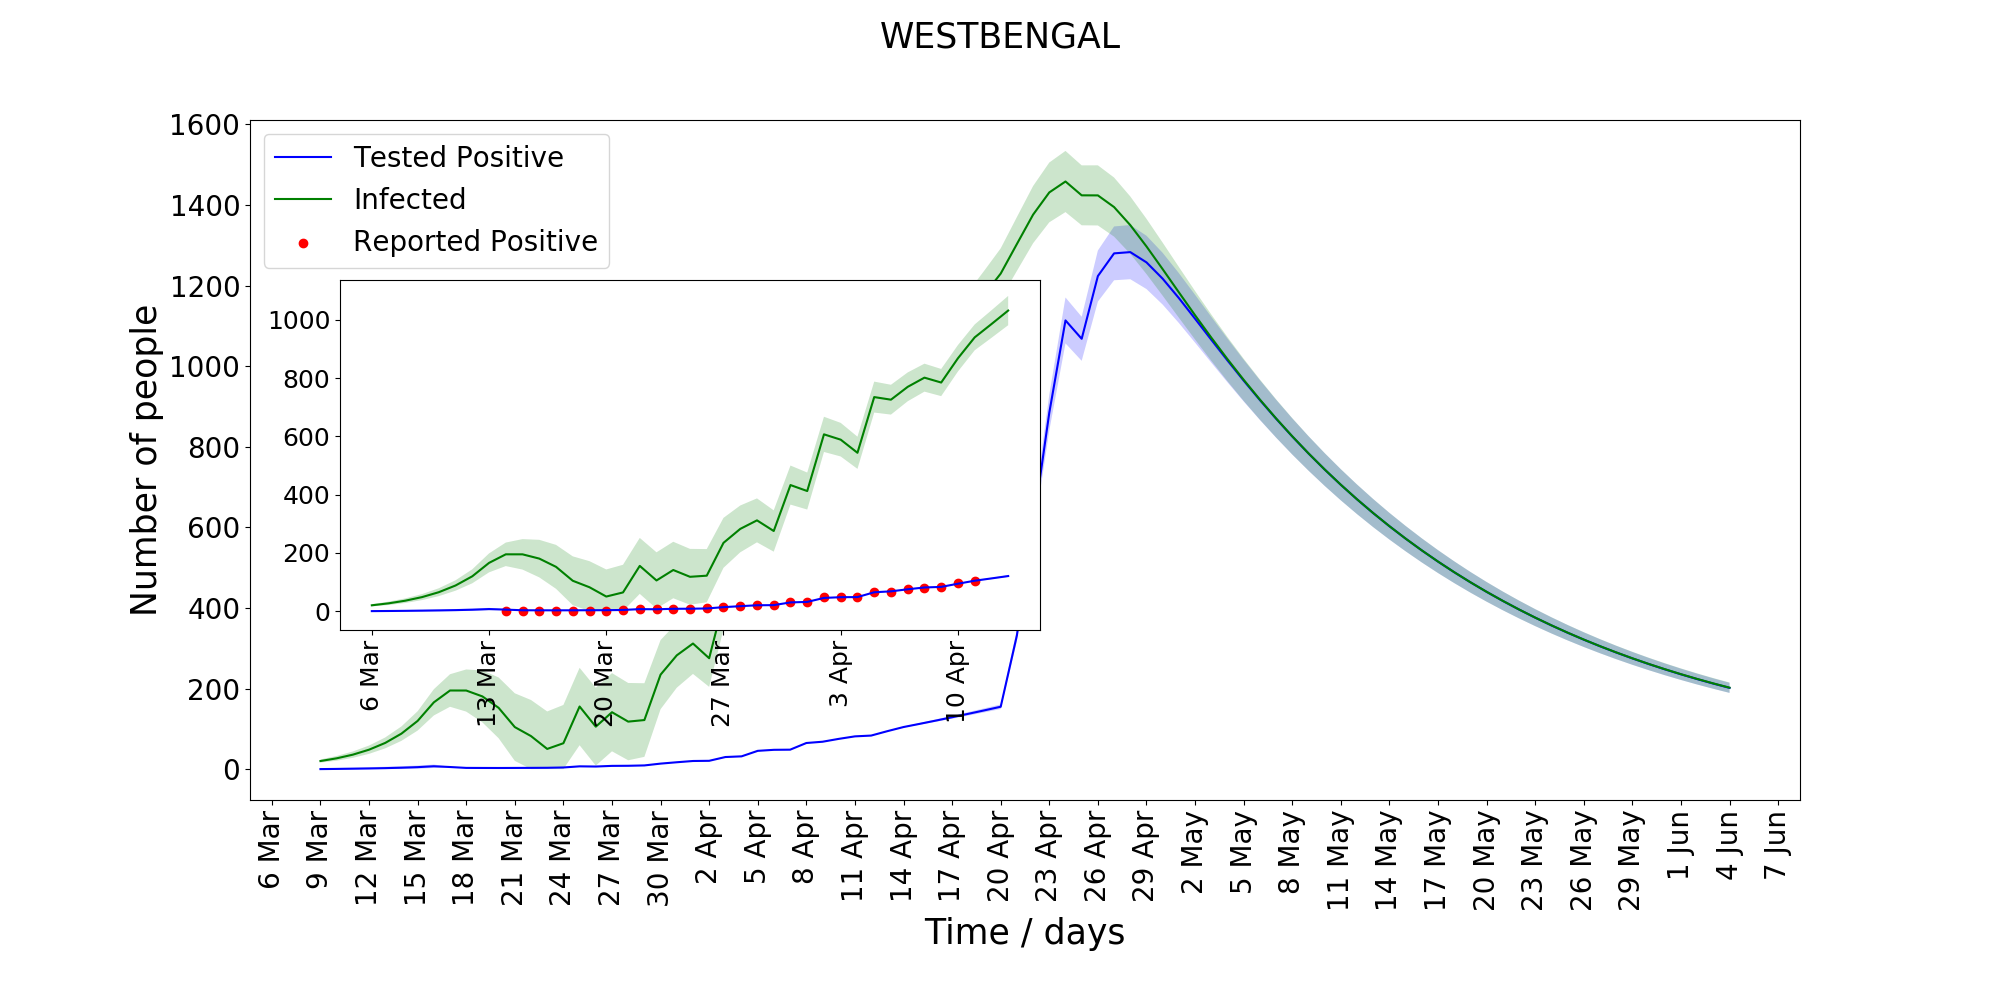 WESTBENGAL
1600
1400
1200
1000
800
600
400
200
0
Number of people
Tested Positive
Infected
Reported Positive
1000
800
600
400
200
0
6 Mar
13 Mar
20 Mar
27 Mar
3 Apr
10 Apr
6 Mar
9 Mar
12 Mar
15 Mar
18 Mar
21 Mar
24 Mar
27 Mar
30 Mar
2 Apr
5 Apr
8 Apr
11 Apr
14 Apr
17 Apr
20 Apr
23 Apr
26 Apr
29 Apr
2 May
5 May
8 May
11 May
14 May
17 May
20 May
23 May
26 May
29 May
1 Jun
4 Jun
7 Jun
Time / days